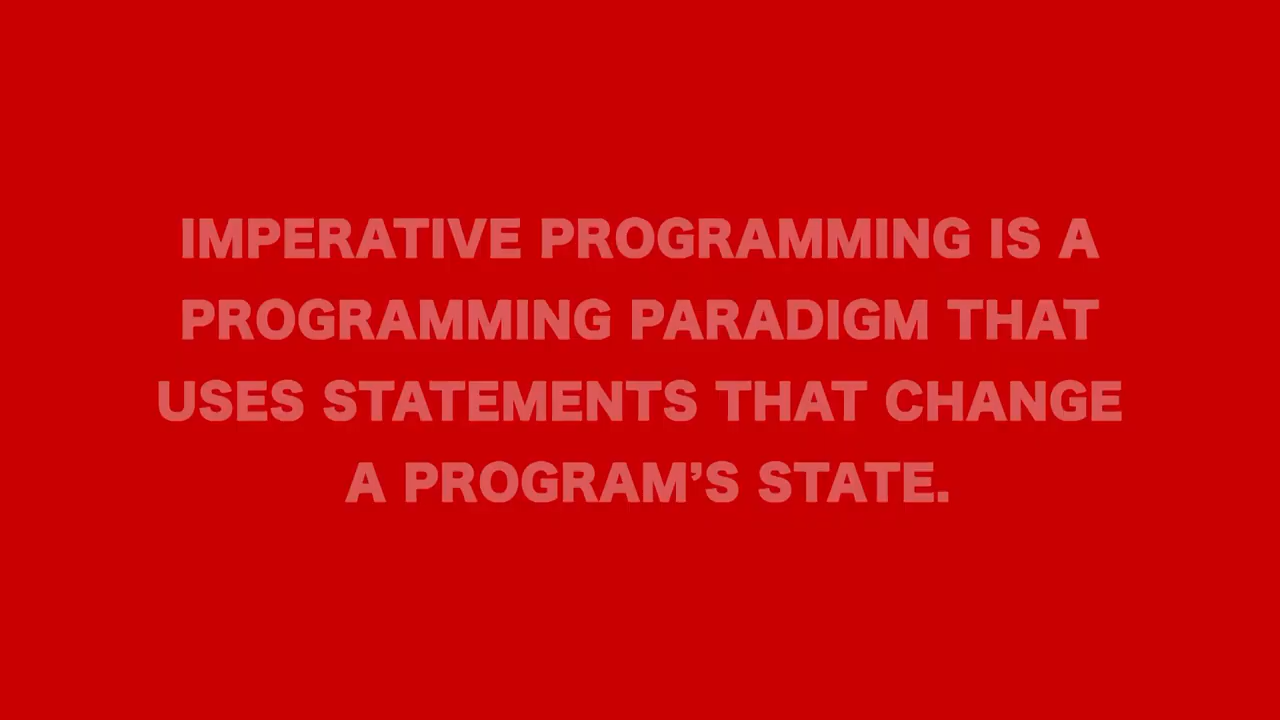 IMPERATIVE PROGRAMMING IS A
PROGRAMMING PARADIGM THAT
USES STATEMENTS THAT CHANGE
A PROGRAM’S STATE.